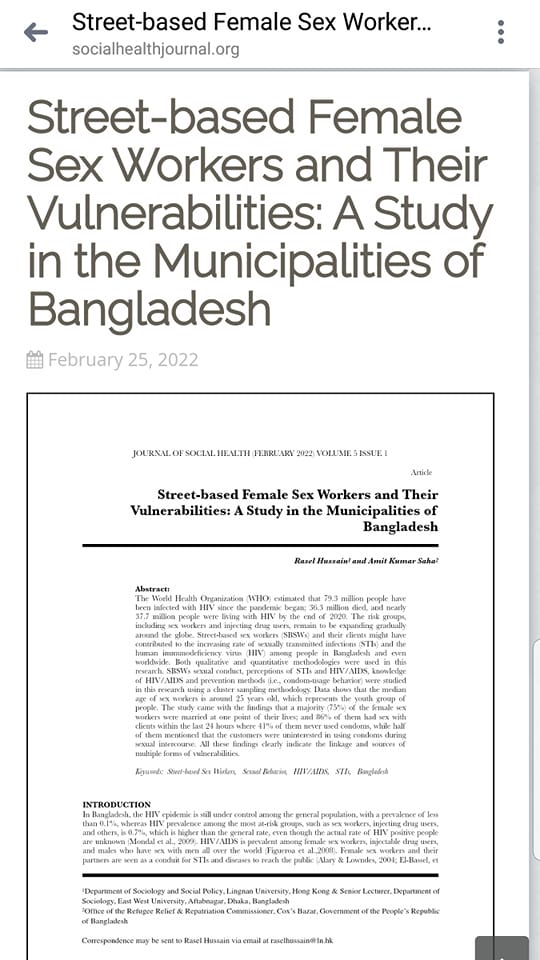 Street-based Female Sex Worker...
socialhealthjournal.org
Street-based Female
Sex Workers and Their
Vulnerabilities: A Study
in the Municipalities of
Bangladesh
February 25, 2022
JOURNAL OF SOCIAL HEALTH (FEBRUARY 2022) VOLUME 5 ISSUE 1
Article
Street-based Female Sex Workers and Their
Vulnerabilities: A Study in the Municipalities of
Bangladesh
Rasel Hussain¹ and Amit Kumar Saha²
Abstract:
The World Health Organization (WHO) estimated that 79.3 million people have
been infected with HIV since the pandemic began; 36.3 million died, and nearly
37.7 million people were living with HIV by the end of 2020. The risk groups,
including sex workers and injecting drug users, remain to be expanding gradually
around the globe. Street-based sex workers (SBSWs) and their clients might have
contributed to the increasing rate of sexually transmitted infections (STIs) and the
human immunodeficiency virus (HIV) among people in Bangladesh and even
worldwide. Both qualitative and quantitative methodologies were used in this
research. SBSWs sexual conduct, perceptions of STIs and HIV/AIDS, knowledge
of HIV/AIDS and prevention methods (i.e., condom-usage behavior) were studied
in this research using a cluster sampling methodology. Data shows that the median
age of sex workers is around 25 years old, which represents the youth group of
people. The study came with the findings that a majority (75%) of the female sex
workers were married at one point of their lives; and 86% of them had sex with
clients within the last 24 hours where 41% of them never used condoms, while half
of them mentioned that the customers were uninterested in using condoms during
sexual intercourse. All these findings clearly indicate the linkage and sources of
multiple forms of vulnerabilities.
Keywords: Street-based Sex Workers, Sexual Behavior, HIV/AIDS, STIs, Bangladesh
INTRODUCTION
In Bangladesh, the HIV epidemic is still under control among the general population, with a prevalence of less
than 0.1%, whereas HIV prevalence among the most at-risk groups, such as sex workers, injecting drug users,
and others, is 0.7%, which is higher than the general rate, even though the actual rate of HIV positive people
are unknown (Mondal et al., 2009). HIV/AIDS is prevalent among female sex workers, injectable drug users,
and males who have sex with men all over the world (Figueroa et al.,2008). Female sex workers and their
partners are seen as a conduit for STIs and diseases to reach the public (Alary & Lowndes, 2004; El-Bassel, et
¹Department of Sociology and Social Policy, Lingnan University, Hong Kong & Senior Lecturer, Department of
Sociology, East West University, Aftabnagar, Dhaka, Bangladesh
²Office of the Refugee Relief & Repatriation Commissioner, Cox's Bazar, Government of the People's Republic
of Bangladesh
Correspondence may be sent to Rasel Hussain via email at raselhussain@ln.hk